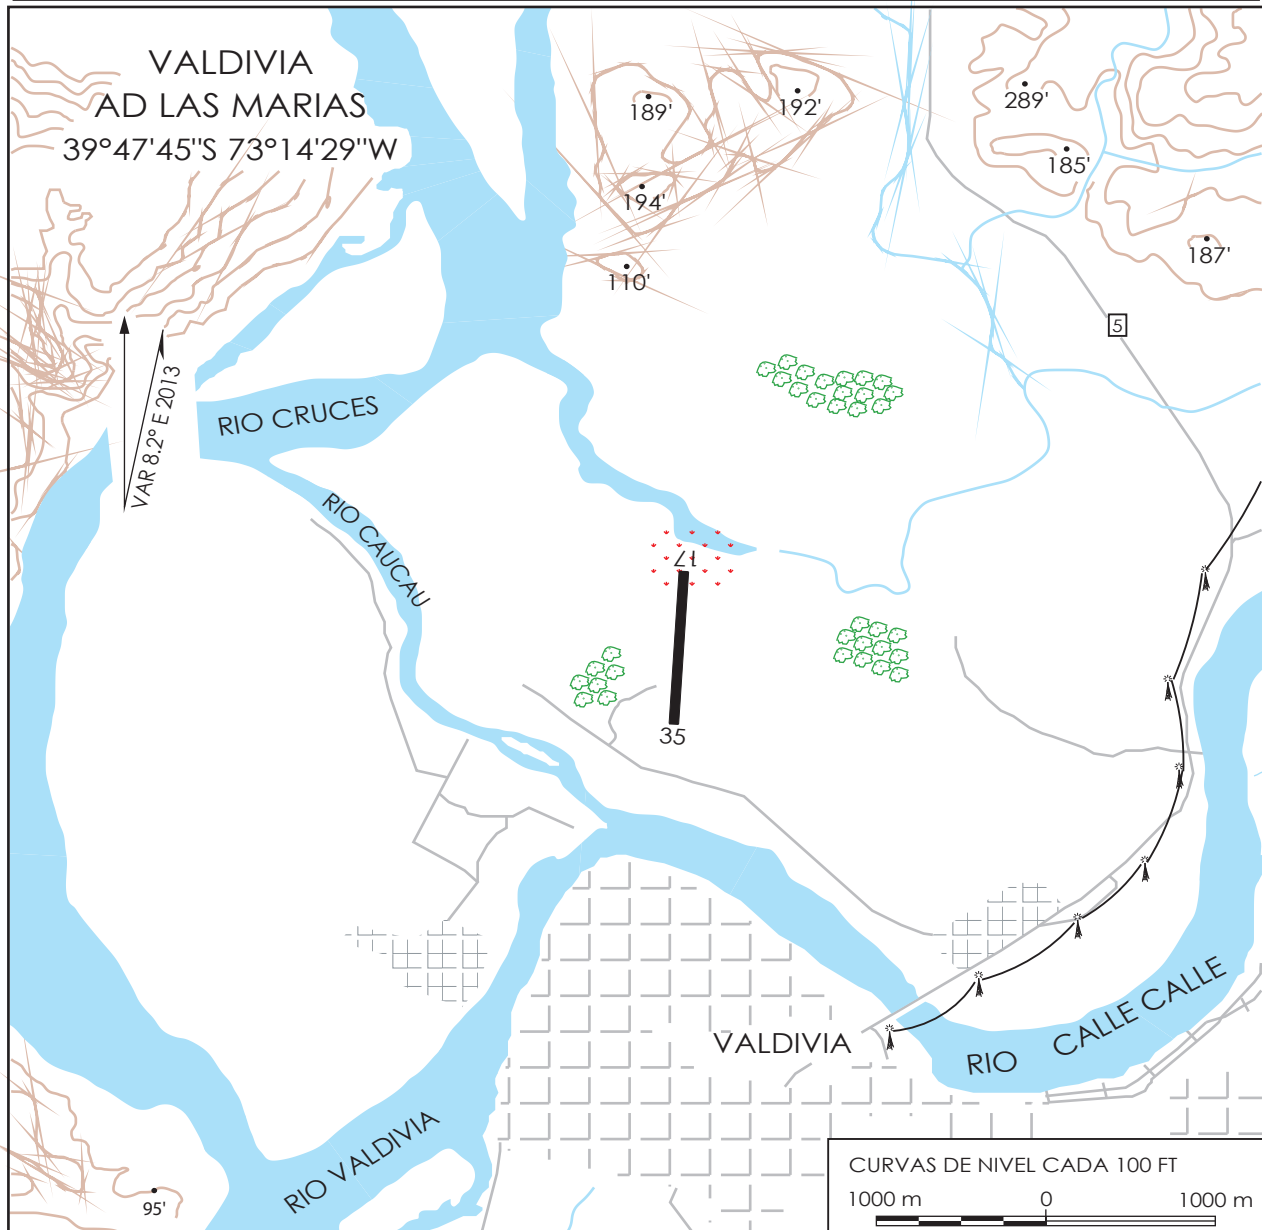 VALDIVIA
AD LAS MARIAS
39°47'45"S 73°14'29"W
189'
192'
289'
185'
194'
187'
110'
5
VAR 8.2° E 2013
RIO CRUCES
RIO CAUCAU
17
35
VALDIVIA
RIO CALLE CALLE
RIO VALDIVIA
95'
CURVAS DE NIVEL CADA 100 FT
1000 m 0 1000 m